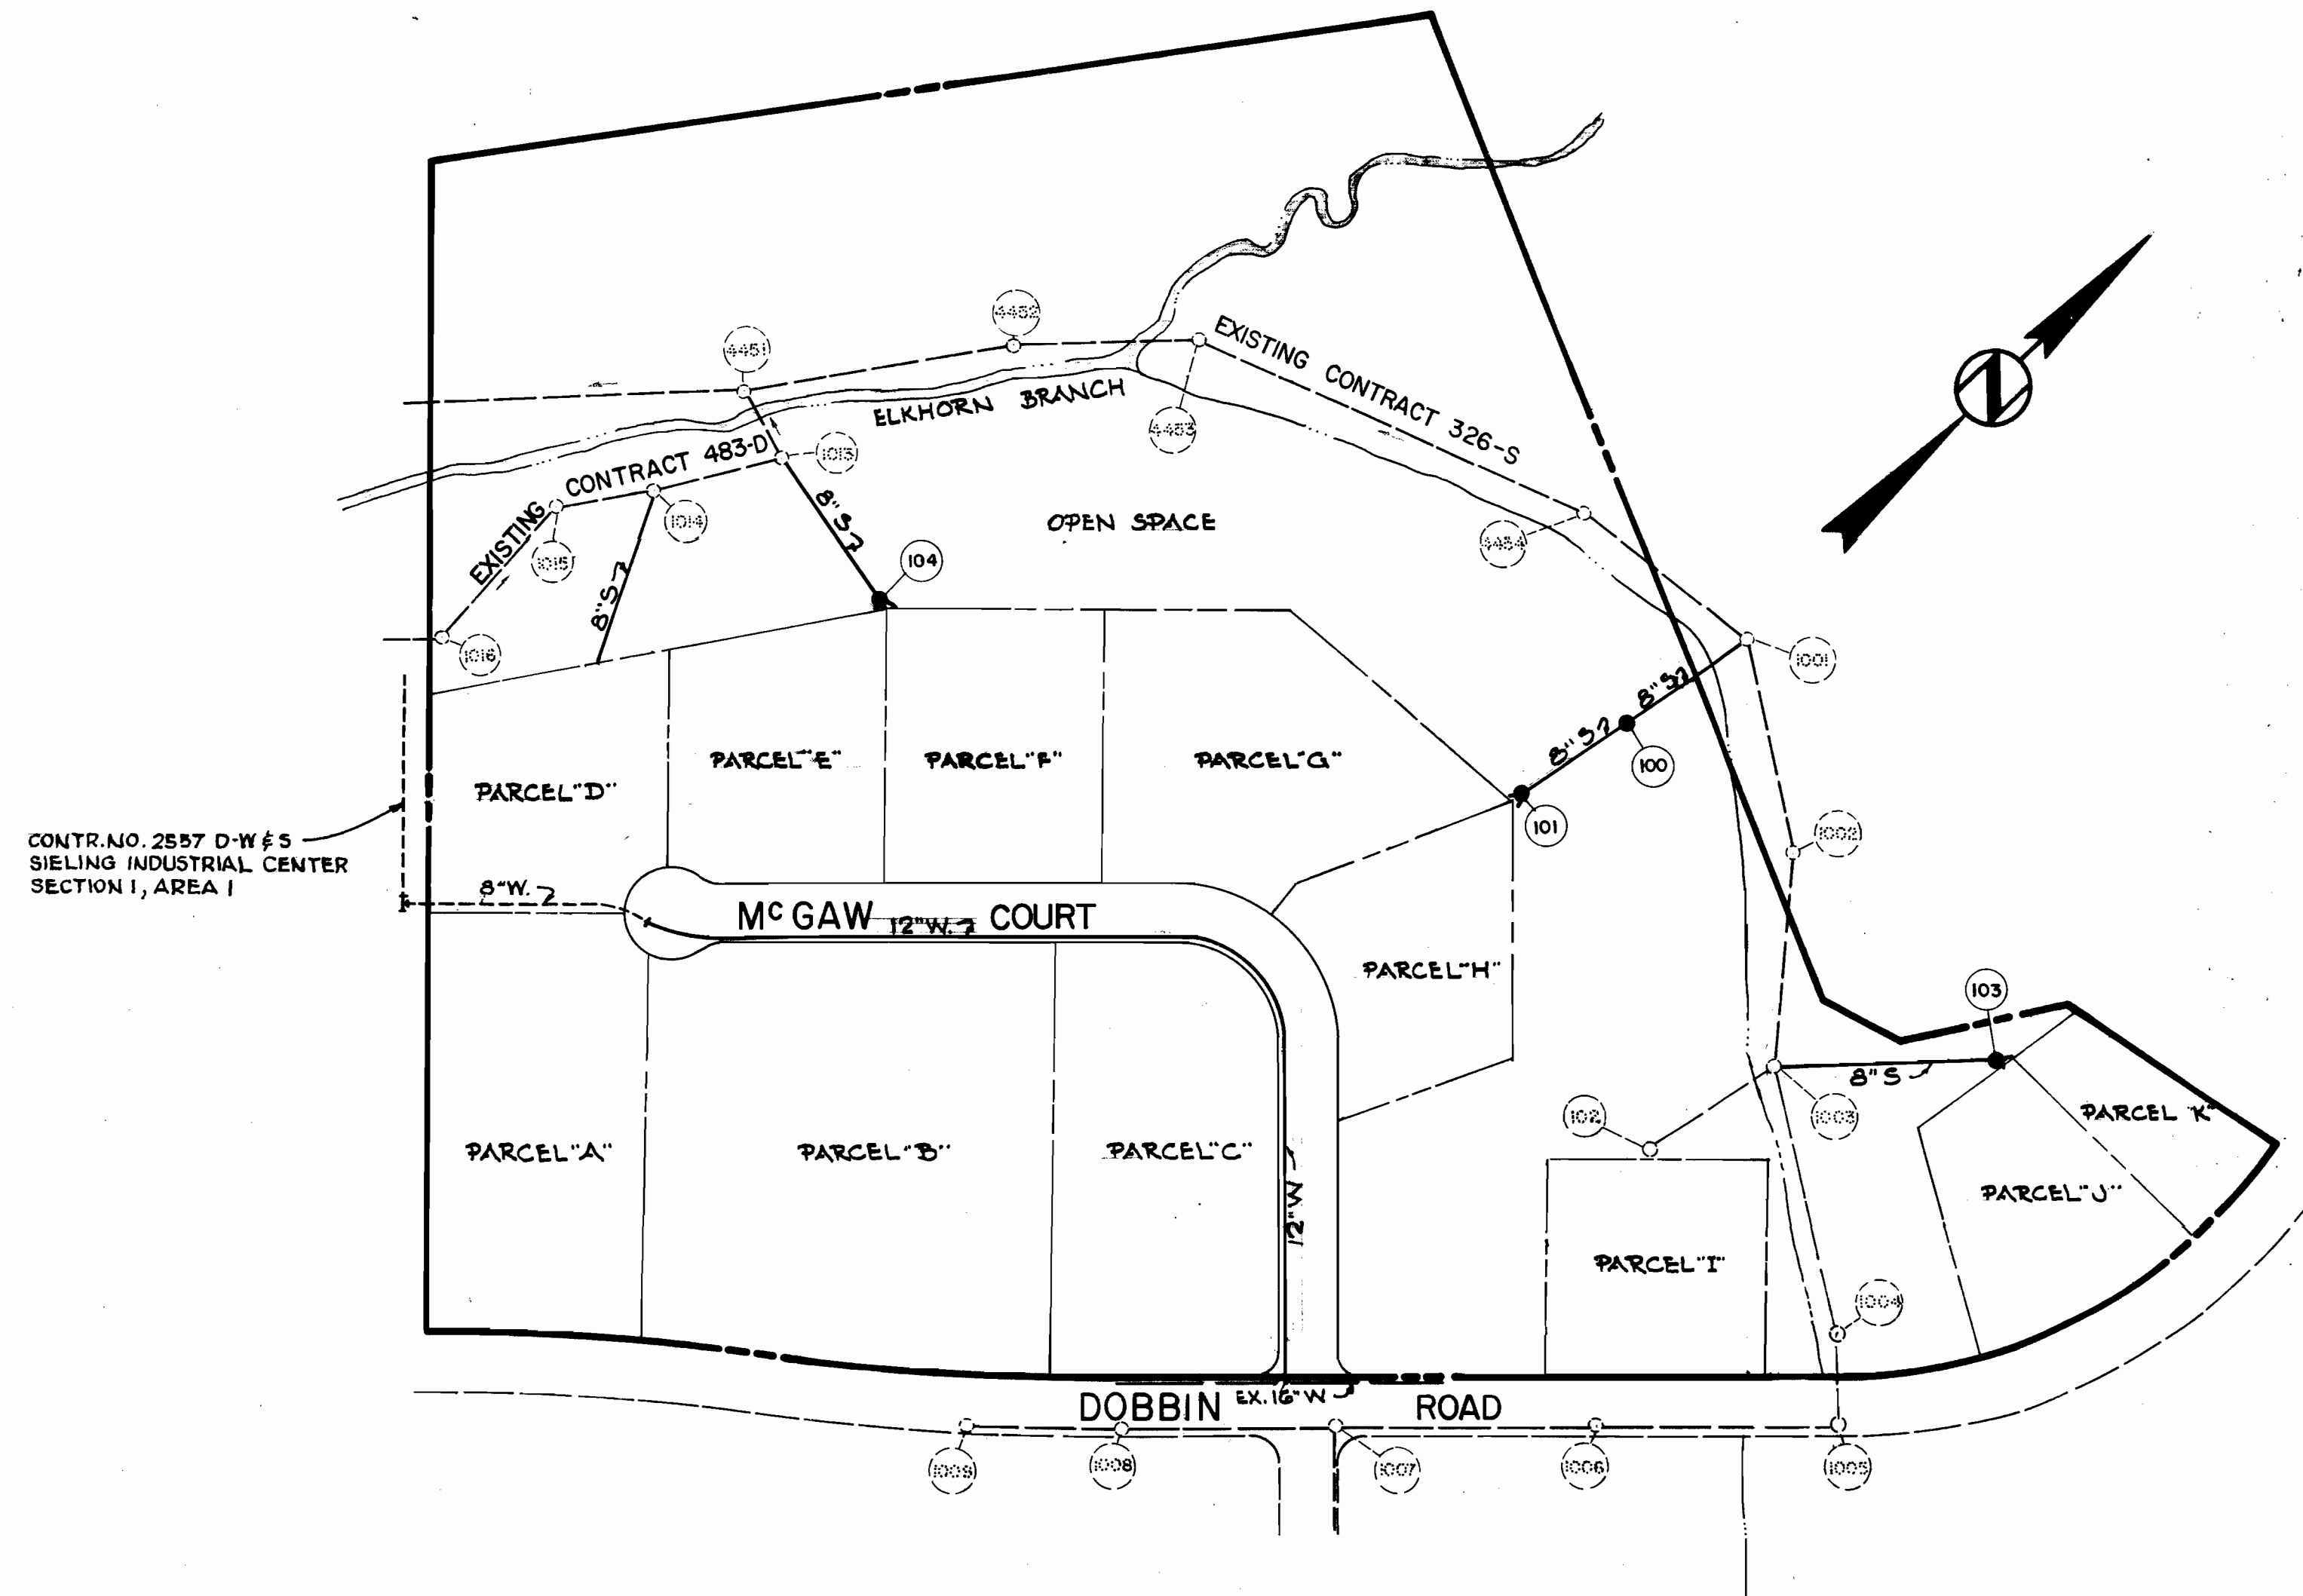 4452
4451
EXISTING CONTRACT 326-S
ELKHORN BRANCH
4453
EXISTING CONTRACT 483-D
1013
8"S
1014
OPEN SPACE
4454
1015
104
8"S
1016
1001
8"S
8"S
100
PARCEL "E"
PARCEL "F"
PARCEL "G"
PARCEL "D"
101
1002
CONTR. NO. 2557 D-W & S
SIELING INDUSTRIAL CENTER
SECTION 1, AREA 1
8"W.
McGAW COURT
12"W.
PARCEL "H"
103
8"S
102
1003
PARCEL "K"
PARCEL "A"
PARCEL "B"
PARCEL "C"
12"W
PARCEL "J"
PARCEL "I"
1004
DOBBIN ROAD
EX. 16"W
1009
1008
1007
1006
1005